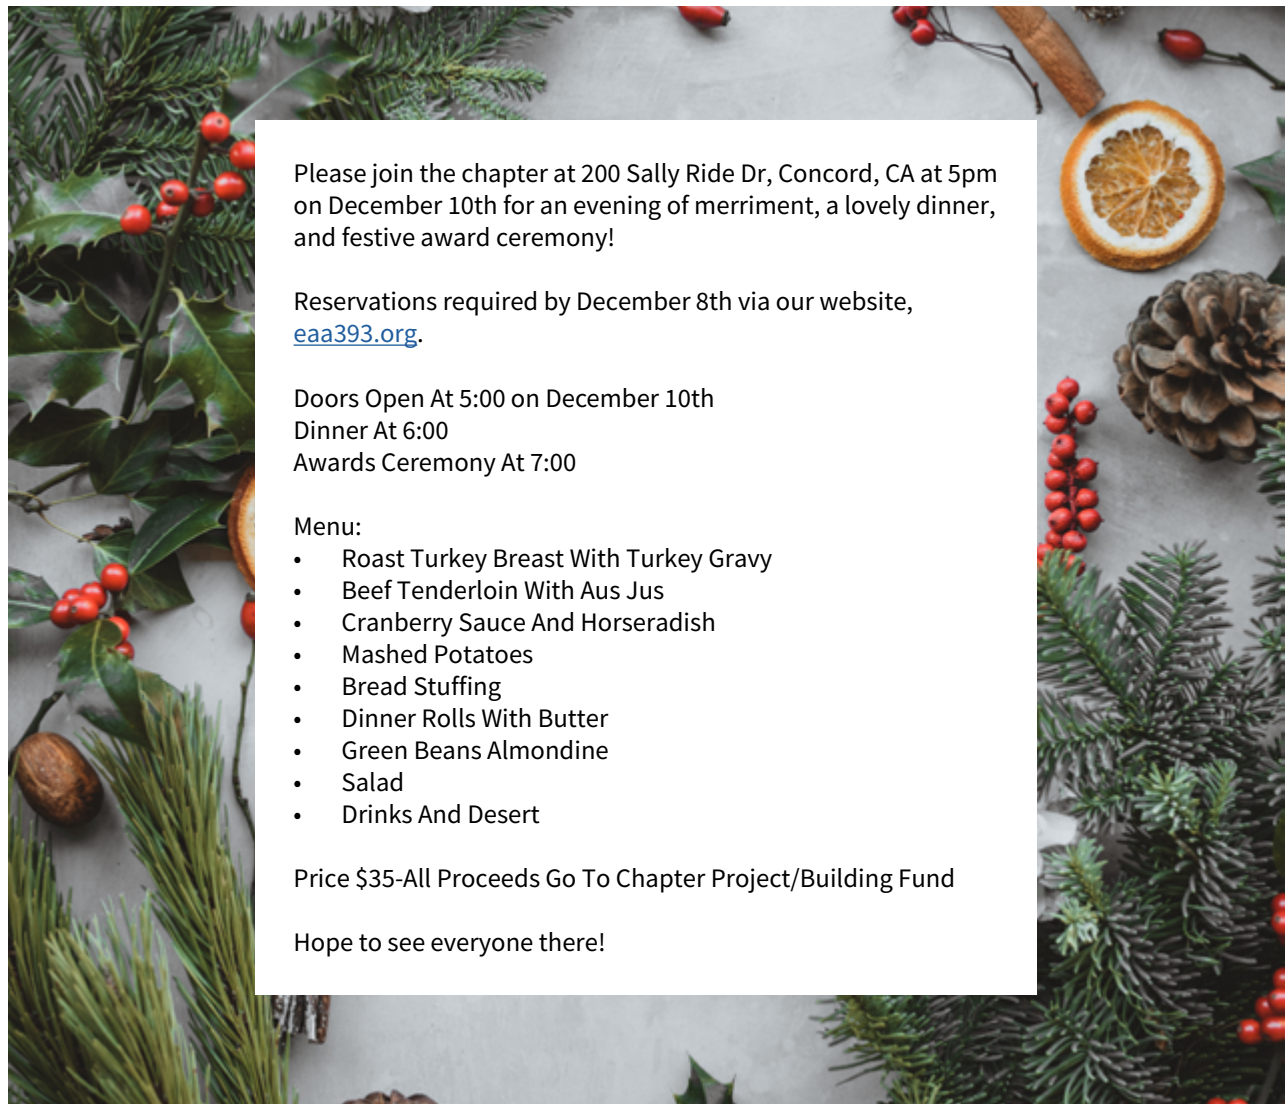 Please join the chapter at 200 Sally Ride Dr, Concord, CA at 5pm
on December 10th for an evening of merriment, a lovely dinner,
and festive award ceremony!
Reservations required by December 8th via our website,
eaa393.org.
Doors Open At 5:00 on December 10th
Dinner At 6:00
Awards Ceremony At 7:00
Menu:
• Roast Turkey Breast With Turkey Gravy
• Beef Tenderloin With Aus Jus
• Cranberry Sauce And Horseradish
• Mashed Potatoes
• Bread Stuffing
• Dinner Rolls With Butter
• Green Beans Almondine
• Salad
• Drinks And Desert
Price $35-All Proceeds Go To Chapter Project/Building Fund
Hope to see everyone there!